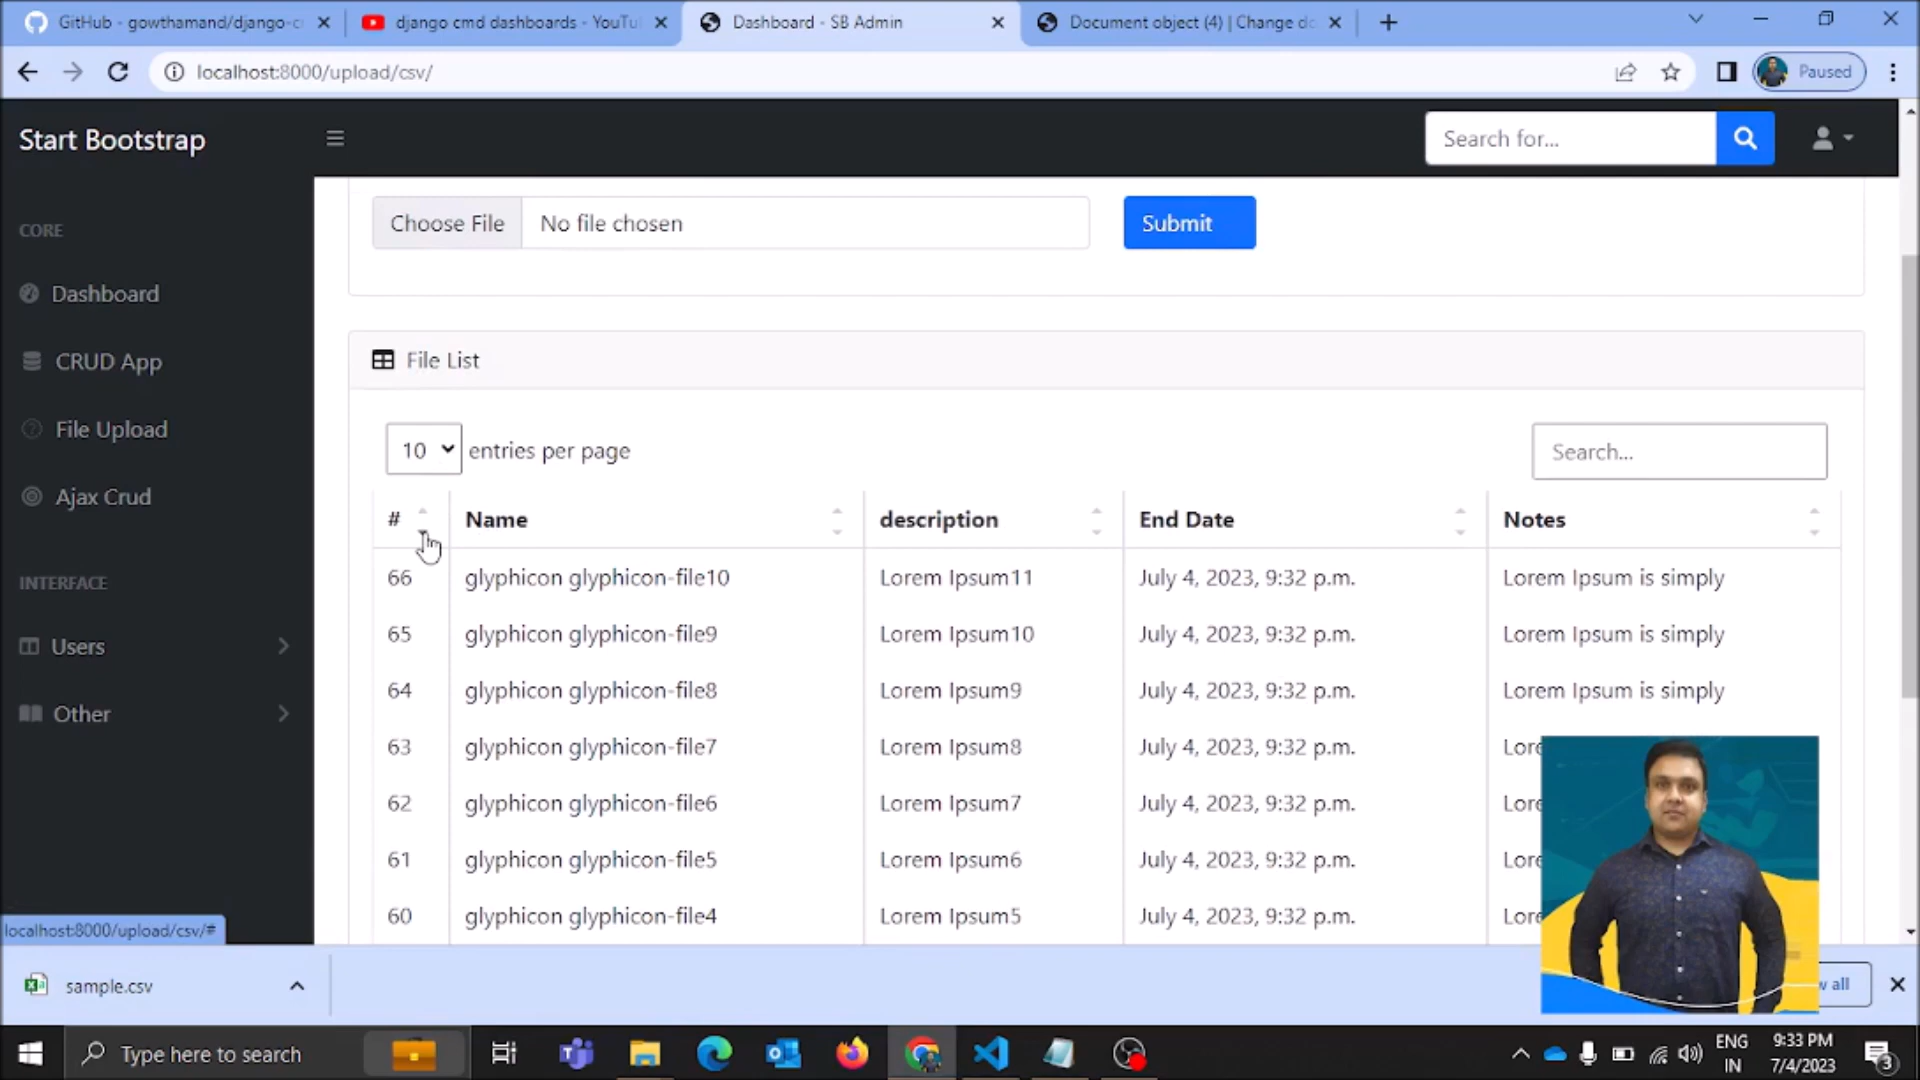 GitHub - gowthamand/django-c
django cmd dashboards - YouTu
Dashboard - SB Admin
Document object (4) | Change do
localhost:8000/upload/csv/
Paused
Start Bootstrap
Search for...
CORE
Dashboard
CRUD App
File Upload
Ajax Crud
INTERFACE
Users
Other
Choose File No file chosen
Submit
File List
10 entries per page
Search...
# Name description End Date Notes
66 glyphicon glyphicon-file10 Lorem Ipsum11 July 4, 2023, 9:32 p.m. Lorem Ipsum is simply
65 glyphicon glyphicon-file9 Lorem Ipsum10 July 4, 2023, 9:32 p.m. Lorem Ipsum is simply
64 glyphicon glyphicon-file8 Lorem Ipsum9 July 4, 2023, 9:32 p.m. Lorem Ipsum is simply
63 glyphicon glyphicon-file7 Lorem Ipsum8 July 4, 2023, 9:32 p.m. Lore
62 glyphicon glyphicon-file6 Lorem Ipsum7 July 4, 2023, 9:32 p.m. Lore
61 glyphicon glyphicon-file5 Lorem Ipsum6 July 4, 2023, 9:32 p.m. Lore
60 glyphicon glyphicon-file4 Lorem Ipsum5 July 4, 2023, 9:32 p.m. Lore
localhost:8000/upload/csv/#
sample.csv
w all
Type here to search
ENG
IN
9:33 PM
7/4/2023
3